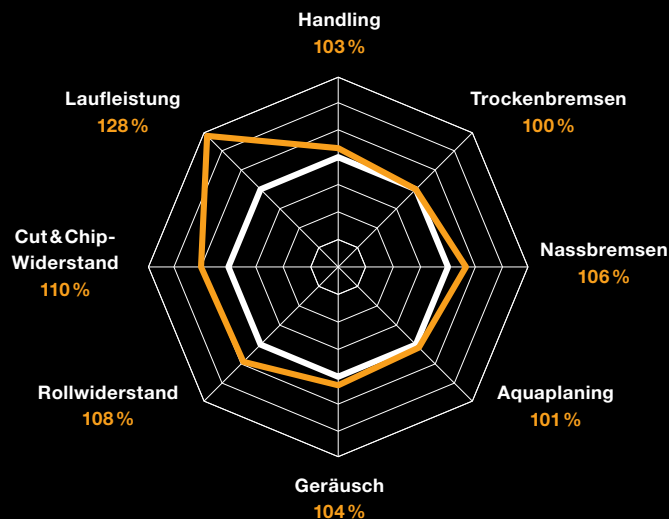 Handling
103 %
Laufleistung
128 %
Trockenbremsen
100 %
Cut & Chip-
Widerstand
110 %
Nassbremsen
106 %
Rollwiderstand
108 %
Aquaplaning
101 %
Geräusch
104 %